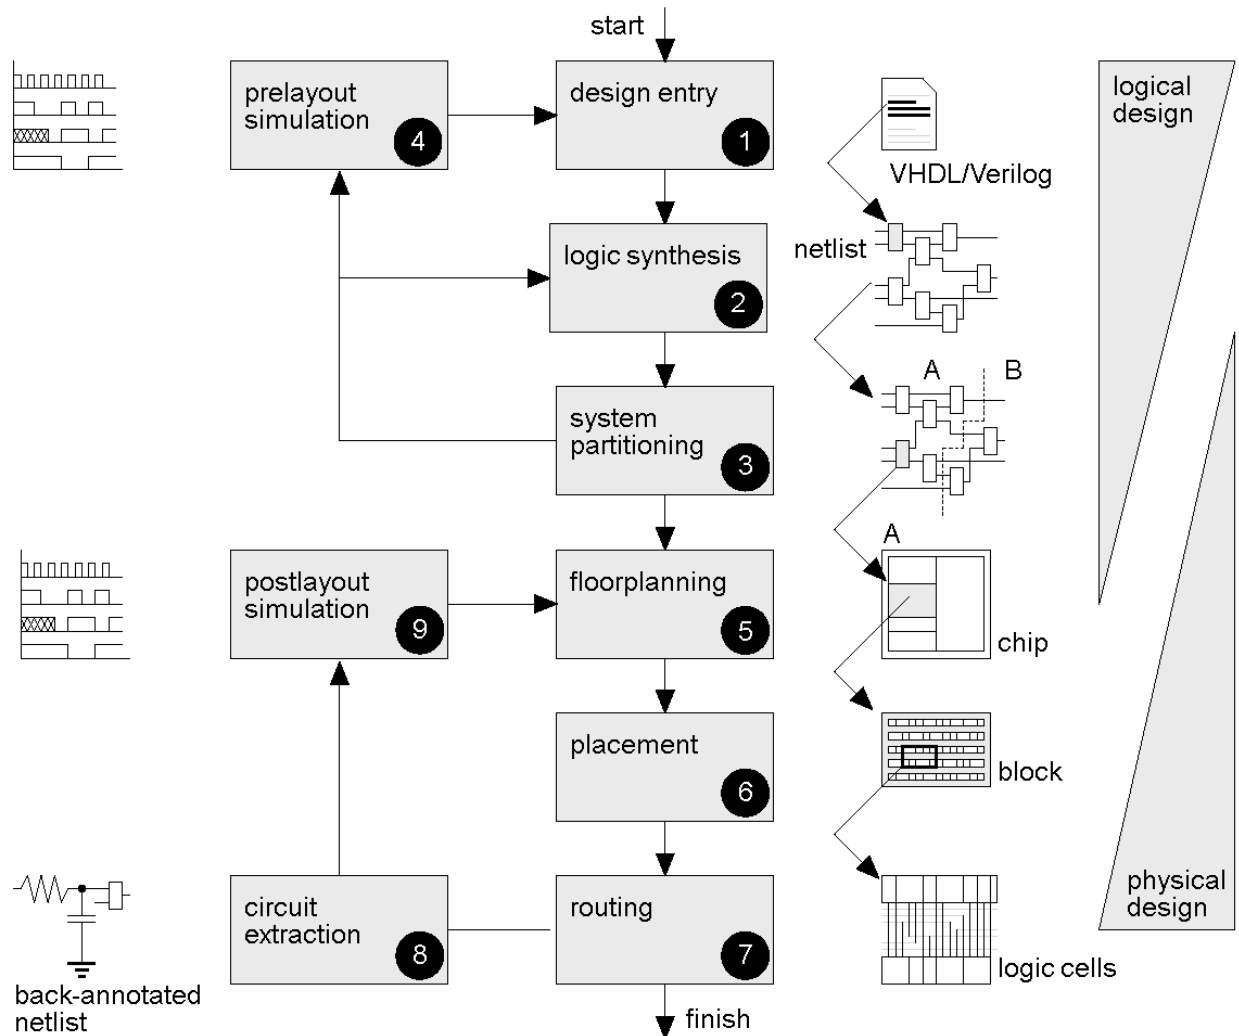 start
prelayout
simulation
4
design entry
1
logical
design
VHDL/Verilog
logic synthesis
2
netlist
A
B
system
partitioning
3
A
postlayout
simulation
9
floorplanning
5
chip
placement
6
block
circuit
extraction
8
routing
7
physical
design
logic cells
back-annotated
netlist
finish